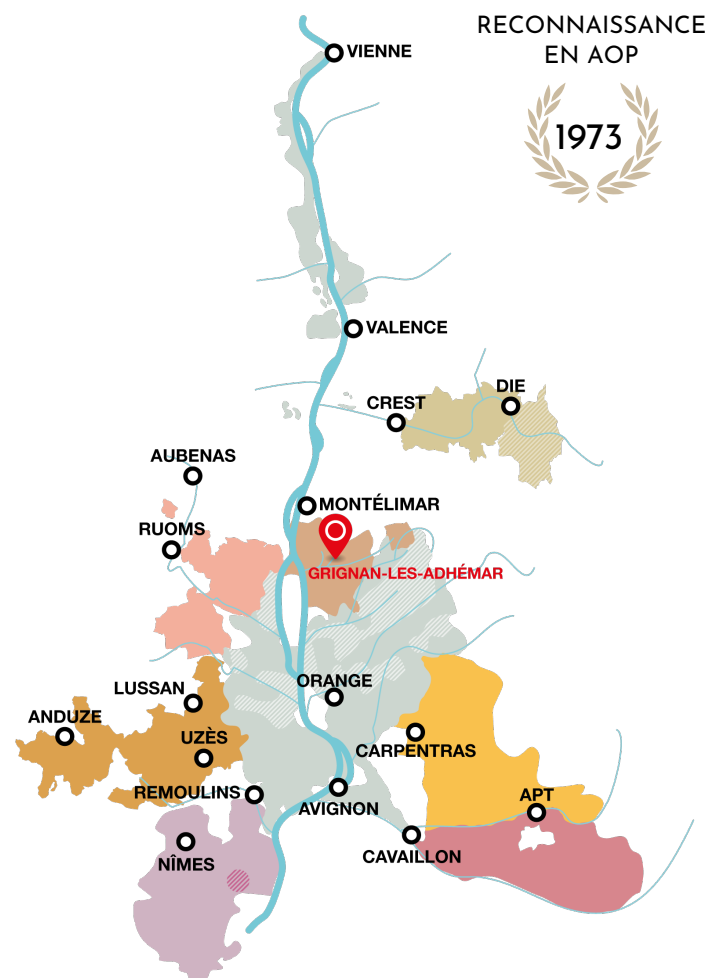 RECONNAISSANCE
EN AOP
1973
VIENNE
VALENCE
DIE
CREST
AUBENAS
MONTÉLIMAR
RUOMS
GRIGNAN-LES-ADHÉMAR
ORANGE
LUSSAN
ANDUZE
UZÈS
CARPENTRAS
REMOULINS
AVIGNON
APT
CAVAILLON
NÎMES